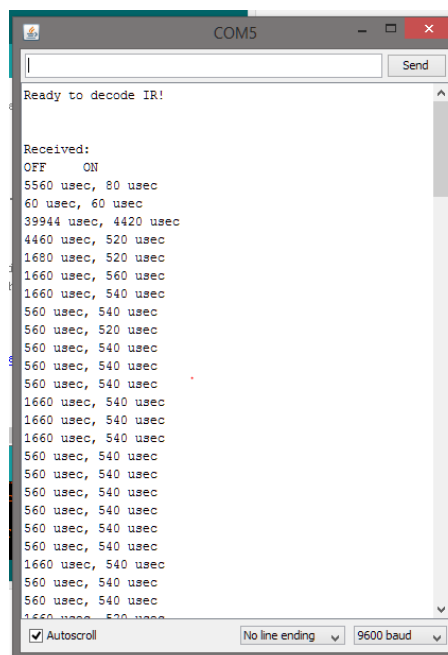 COM5
Send
Ready to decode IR!
Received:
OFF ON
5560 usec, 80 usec
60 usec, 60 usec
39944 usec, 4420 usec
4460 usec, 520 usec
1680 usec, 520 usec
1660 usec, 560 usec
1660 usec, 540 usec
560 usec, 540 usec
560 usec, 520 usec
560 usec, 540 usec
560 usec, 540 usec
560 usec, 540 usec
1660 usec, 540 usec
1660 usec, 540 usec
1660 usec, 540 usec
560 usec, 540 usec
560 usec, 540 usec
560 usec, 540 usec
560 usec, 540 usec
560 usec, 540 usec
560 usec, 540 usec
1660 usec, 540 usec
560 usec, 540 usec
560 usec, 540 usec
1660 usec, 520 usec
Autoscroll
No line ending
9600 baud